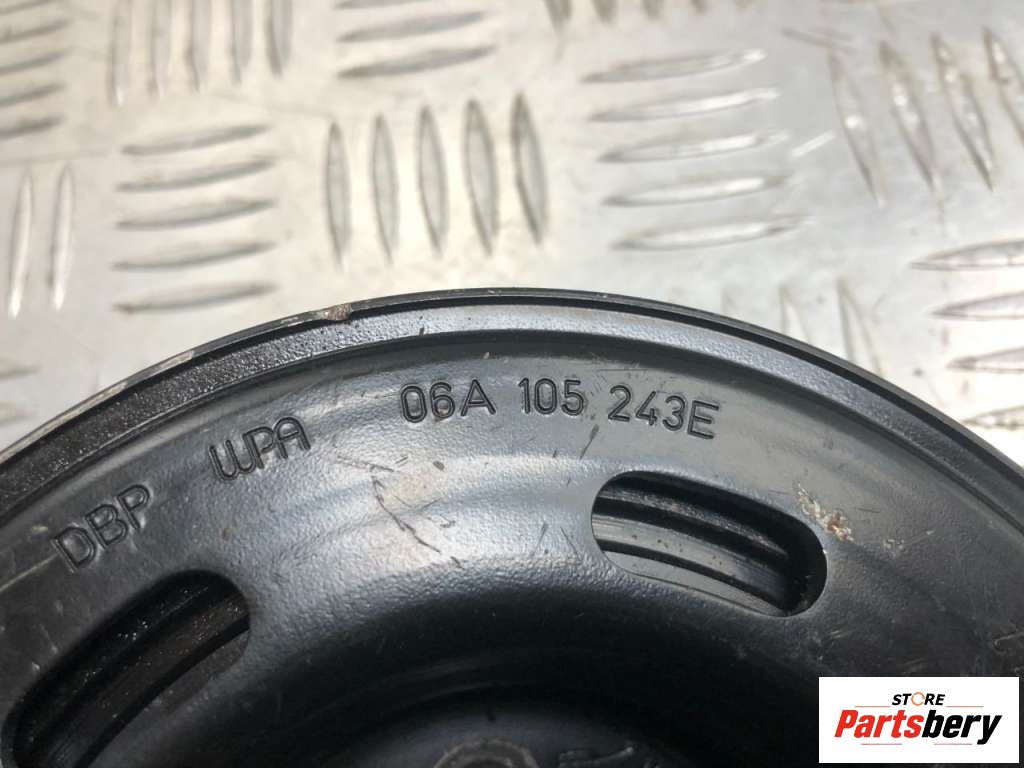 DBP WPA 06A 105 243E
STORE
Partsbery